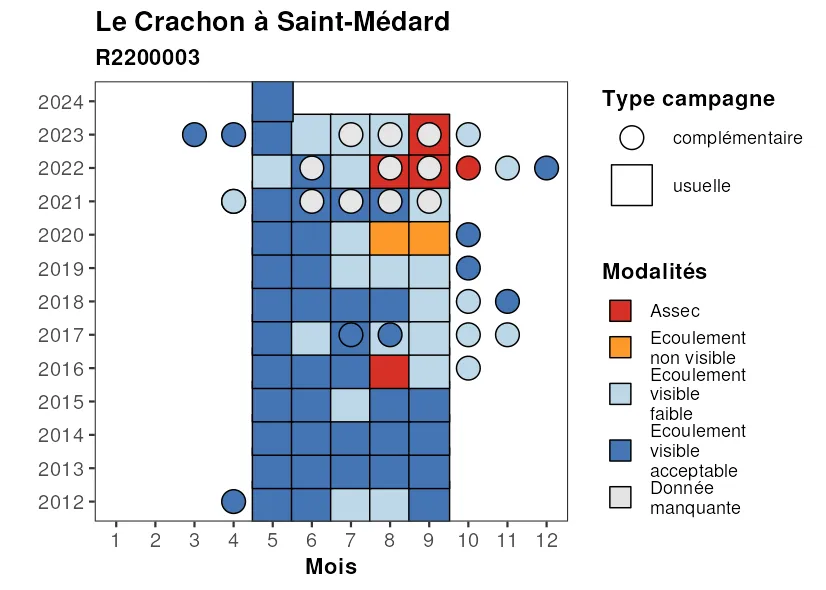 Le Crachon à Saint-Médard
R2200003
2024
2023
2022
2021
2020
2019
2018
2017
2016
2015
2014
2013
2012
1 2 3 4 5 6 7 8 9 10 11 12
Mois
Type campagne
complémentaire
usuelle
Modalités
Assec
Ecoulement
non visible
Ecoulement
visible
faible
Ecoulement
visible
acceptable
Donnée
manquante